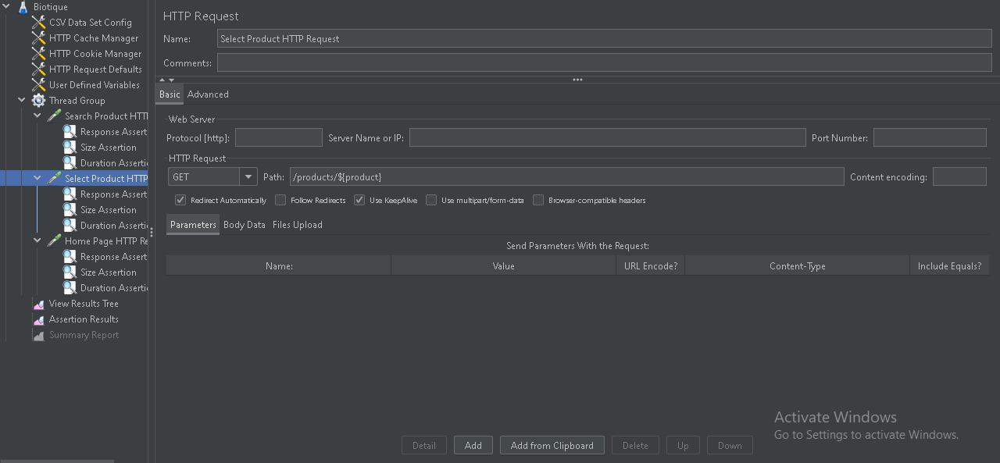 Biotique
CSV Data Set Config
HTTP Cache Manager
HTTP Cookie Manager
HTTP Request Defaults
User Defined Variables
Thread Group
Search Product HTT
Response Assert
Size Assertion
Duration Asserti
Select Product HTTP
Response Assert
Size Assertion
Duration Asserti
Home Page HTTP Re
Response Assert
Size Assertion
Duration Asserti
View Results Tree
Assertion Results
Summary Report
HTTP Request
Name: Select Product HTTP Request
Comments:
Basic Advanced
Web Server
Protocol [http]: Server Name or IP: Port Number:
HTTP Request
GET Path: /products/${product} Content encoding:
Redirect Automatically Follow Redirects Use KeepAlive Use multipart/form-data Browser-compatible headers
Parameters Body Data Files Upload
Send Parameters With the Request:
Name: Value URL Encode? Content-Type Include Equals?
Activate Windows
Go to Settings to activate Windows.
Detail Add Add from Clipboard Delete Up Down